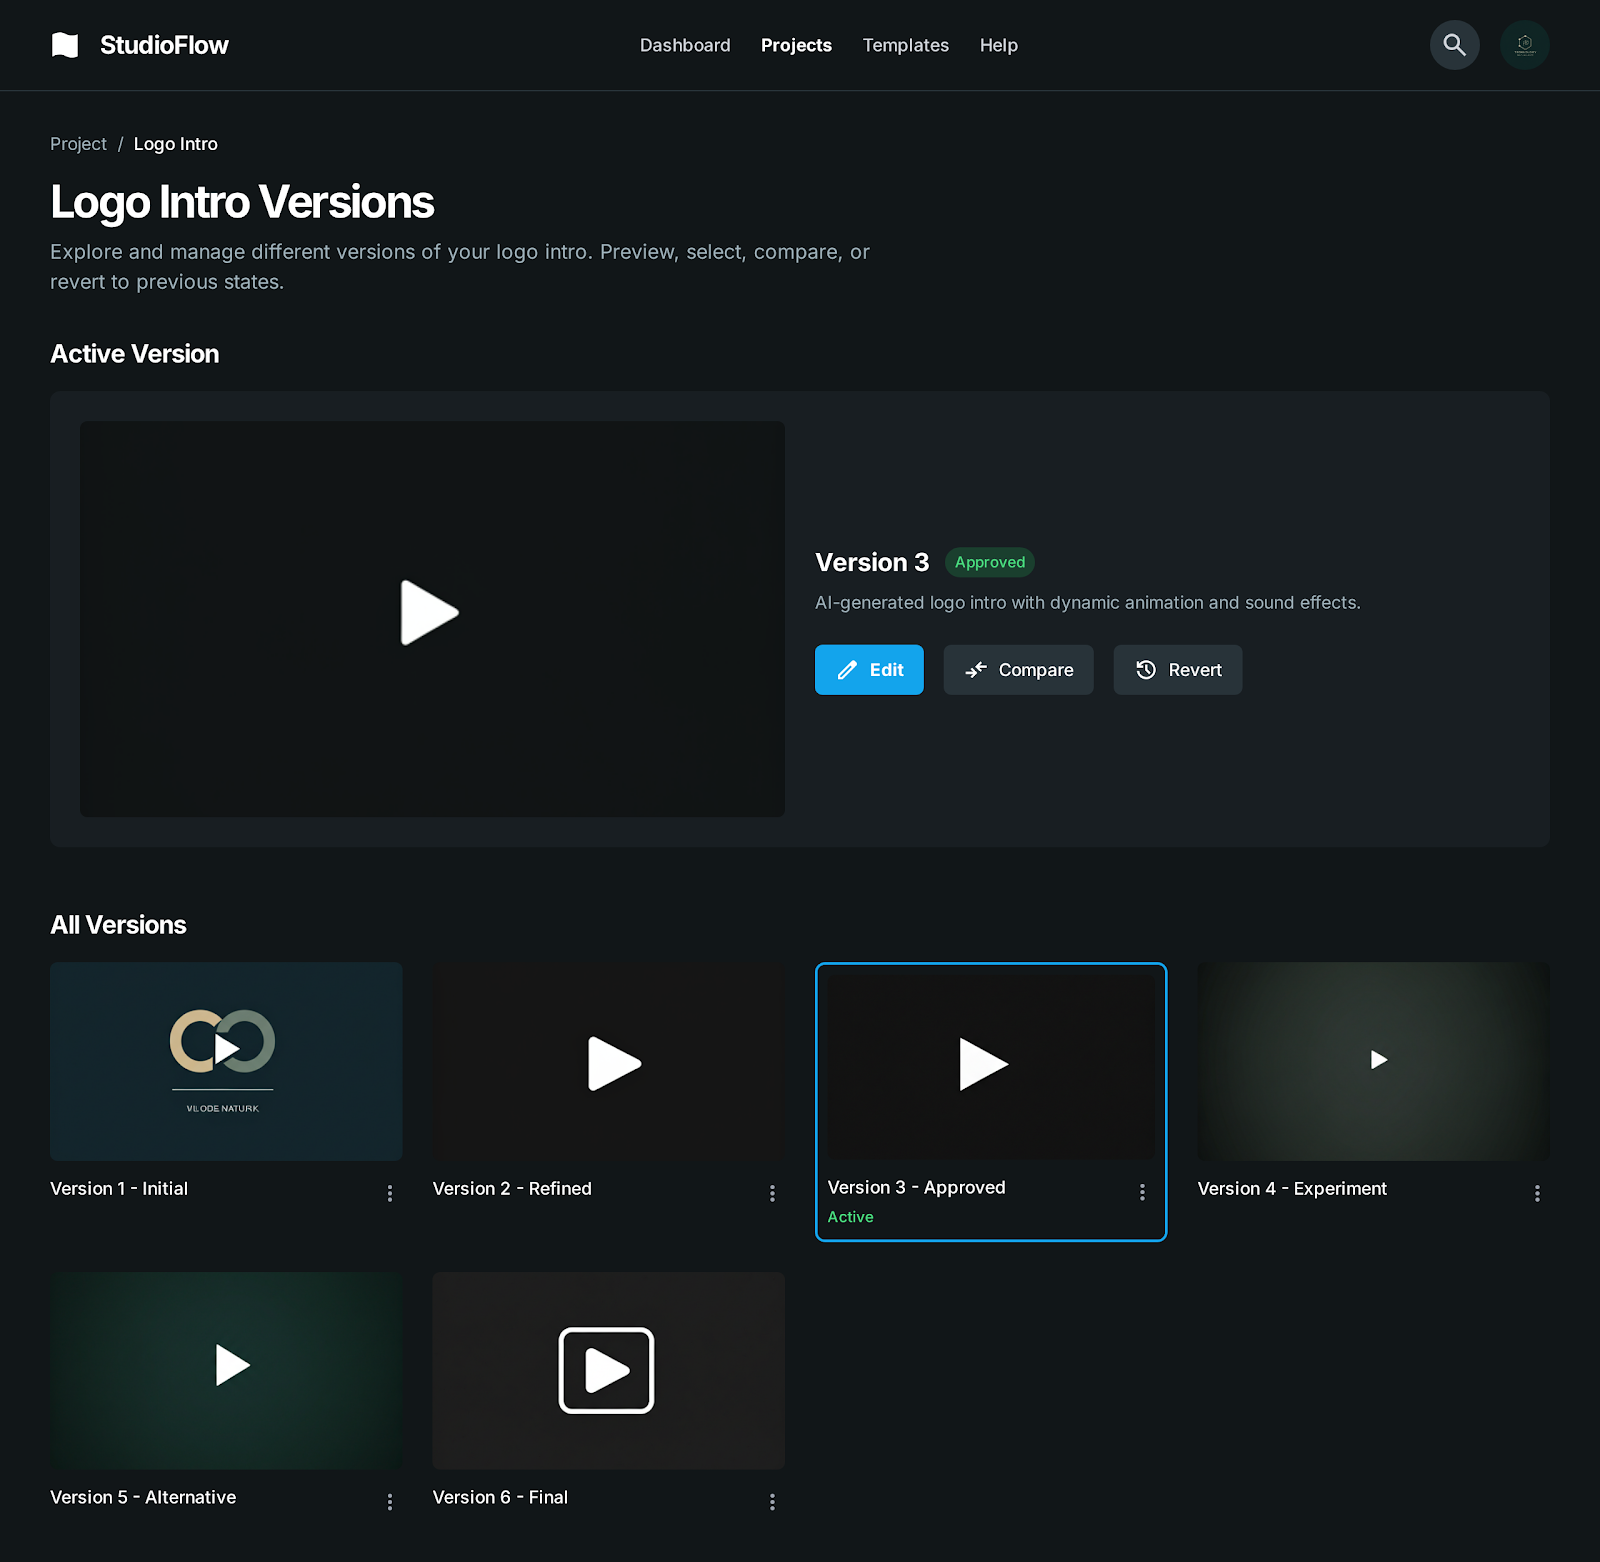 StudioFlow
Dashboard
Projects
Templates
Help
Project / Logo Intro
Logo Intro Versions
Explore and manage different versions of your logo intro. Preview, select, compare, or
revert to previous states.
Active Version
Version 3
Approved
AI-generated logo intro with dynamic animation and sound effects.
Edit
Compare
Revert
All Versions
VILODE NATURK
Version 1 - Initial
Version 2 - Refined
Version 3 - Approved
Active
Version 4 - Experiment
Version 5 - Alternative
Version 6 - Final